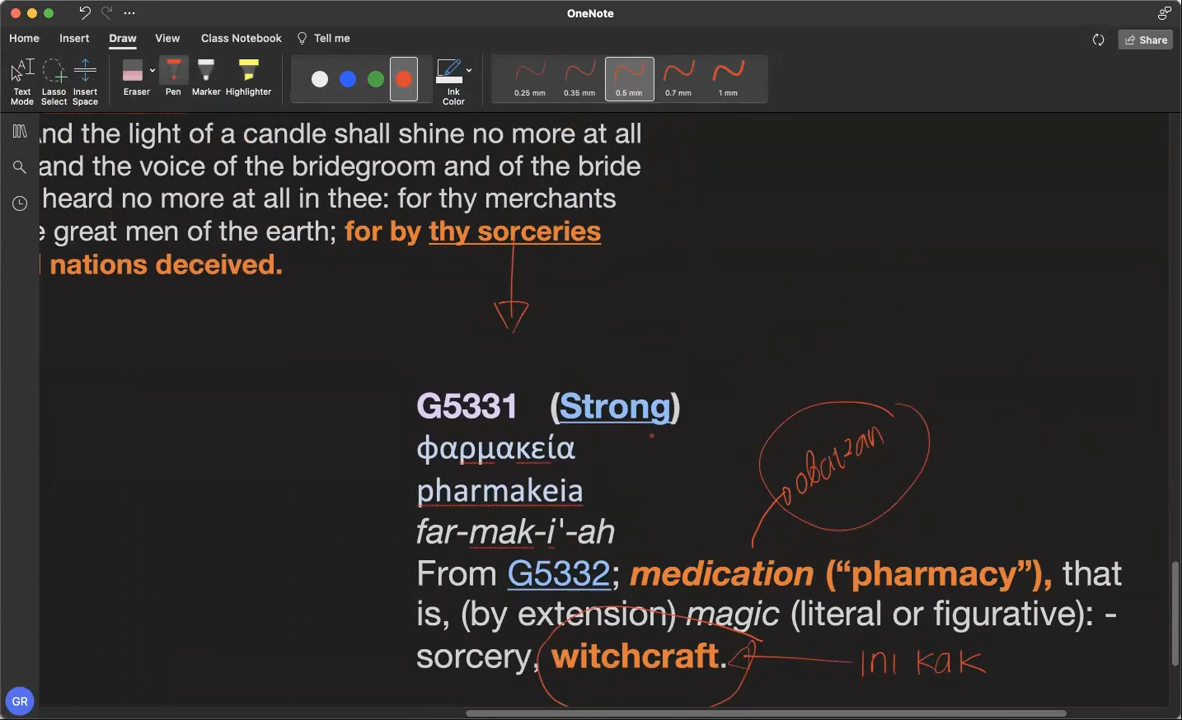 OneNote
Home Insert Draw View Class Notebook Tell me
Share
Text Mode
Lasso Select
Insert Space
Eraser
Pen
Marker
Highlighter
Ink Color
0.25 mm 0.35 mm 0.5 mm 0.7 mm 1 mm
nd the light of a candle shall shine no more at all
and the voice of the bridegroom and of the bride
heard no more at all in thee: for thy merchants
e great men of the earth; for by thy sorceries
nations deceived.
G5331 (Strong)
φαρμακεία
pharmakeia
far-mak-i'-ah
From G5332; medication (“pharmacy”), that
is, (by extension) magic (literal or figurative): -
sorcery, witchcraft.
ini kak
GR